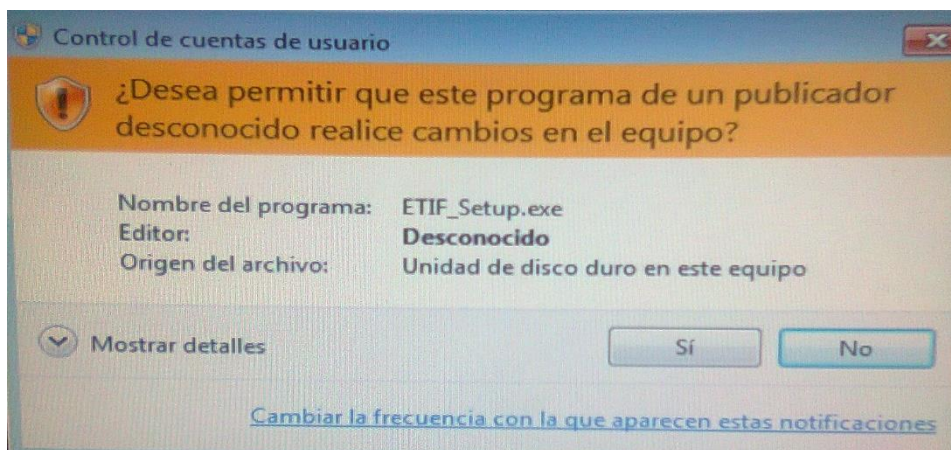 Control de cuentas de usuario
¿Desea permitir que este programa de un publicador
desconocido realice cambios en el equipo?
Nombre del programa: ETIF_Setup.exe
Editor: Desconocido
Origen del archivo: Unidad de disco duro en este equipo
Mostrar detalles
Sí
No
Cambiar la frecuencia con la que aparecen estas notificaciones